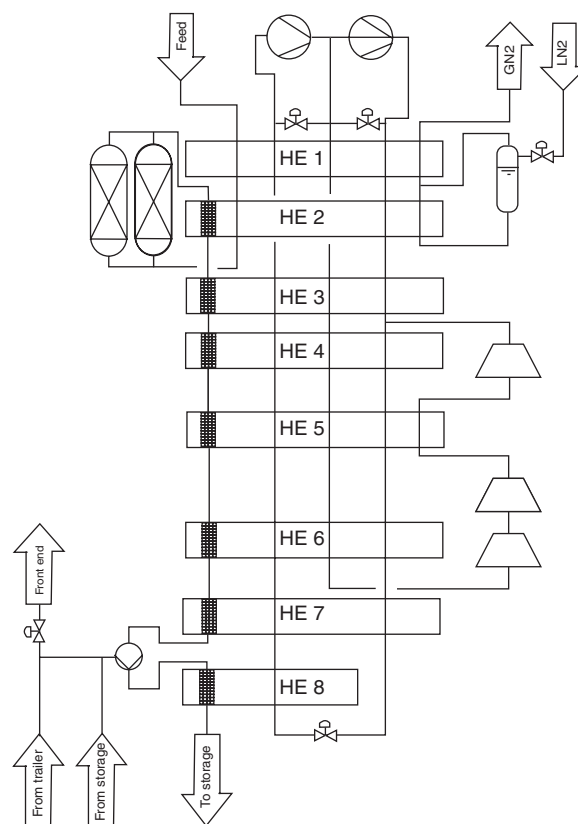 Feed
GN2
LN2
HE 1
HE 2
HE 3
HE 4
HE 5
HE 6
HE 7
HE 8
Front end
From trailer
From storage
To storage